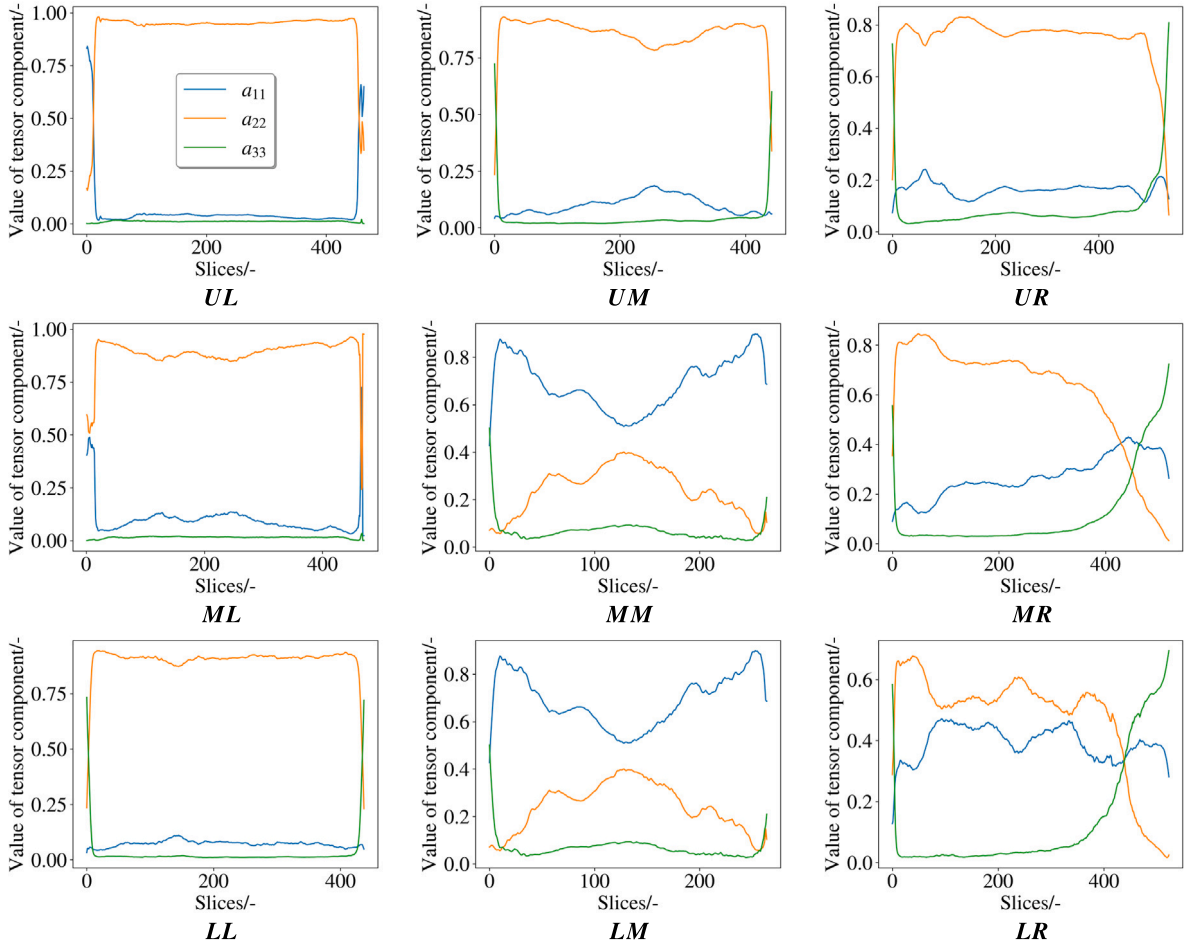 Value of tensor component/-
1.00
0.75
0.50
0.25
0.00
a11
a22
a33
0
200
400
Slices/-
UL
Value of tensor component/-
0.75
0.50
0.25
0.00
0
200
400
Slices/-
UM
Value of tensor component/-
0.8
0.6
0.4
0.2
0.0
0
200
400
Slices/-
UR
Value of tensor component/-
1.00
0.75
0.50
0.25
0.00
0
200
400
Slices/-
ML
Value of tensor component/-
0.8
0.6
0.4
0.2
0.0
0
100
200
Slices/-
MM
Value of tensor component/-
0.8
0.6
0.4
0.2
0.0
0
200
400
Slices/-
MR
Value of tensor component/-
0.75
0.50
0.25
0.00
0
200
400
Slices/-
LL
Value of tensor component/-
0.8
0.6
0.4
0.2
0.0
0
100
200
Slices/-
LM
Value of tensor component/-
0.6
0.4
0.2
0.0
0
200
400
Slices/-
LR